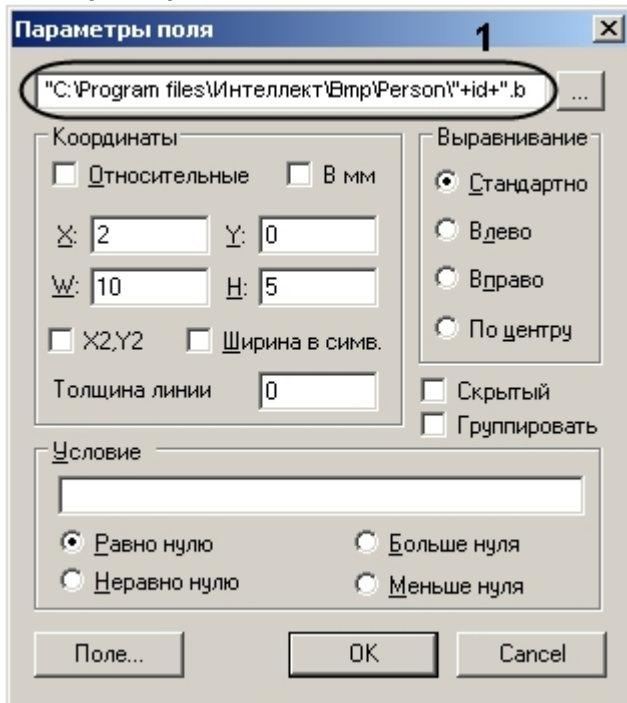 Параметры поля
1
"C:\Program files\Интеллект\Bmp\Person\"+id+".b
...
Координаты
Относительные
В мм
X: 2
Y: 0
W: 10
H: 5
X2,Y2
Ширина в симв.
Толщина линии 0
Выравнивание
Стандартно
Влево
Вправо
По центру
Скрытый
Группировать
Условие
Равно нулю
Больше нуля
Неравно нулю
Меньше нуля
Поле...
OK
Cancel